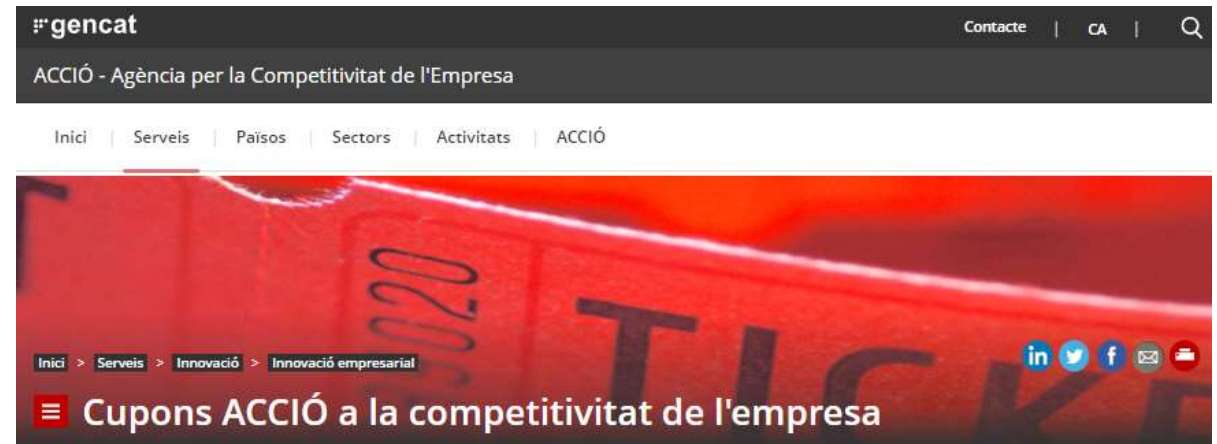 gencat
Contacte | CA |
ACCIÓ - Agència per la Competitivitat de l'Empresa
Inici | Serveis | Països | Sectors | Activitats | ACCIÓ
020
TICKE
Inici > Serveis > Innovació > Innovació empresarial
in f
Cupons ACCIÓ a la competitivitat de l'empresa